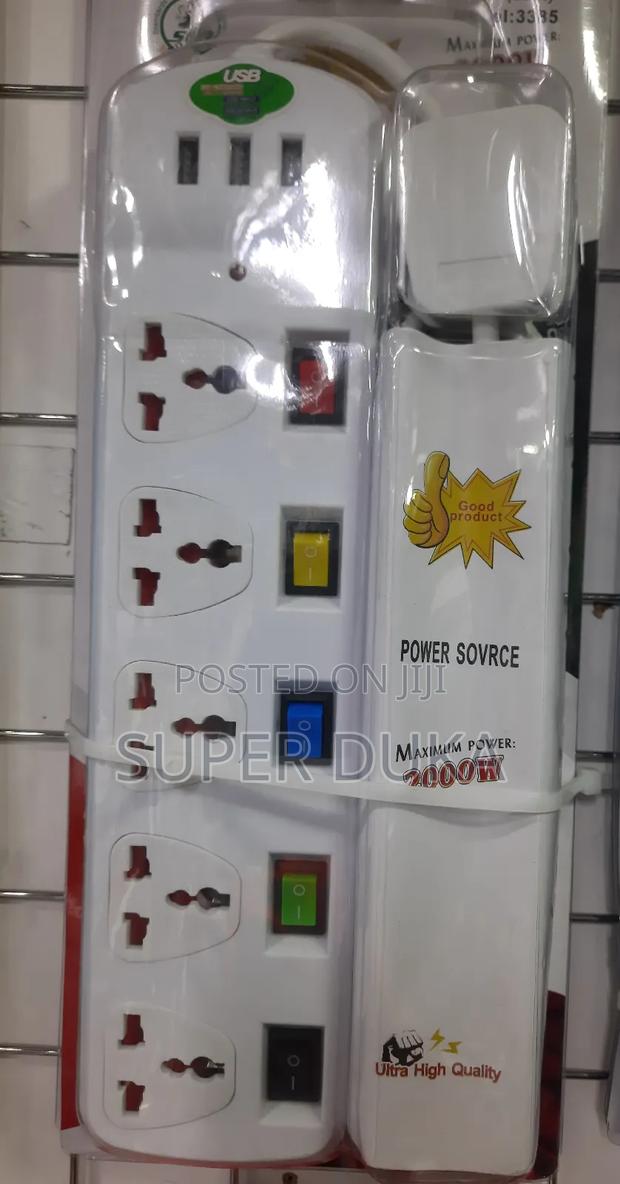 USB
Good
product
POWER SOVRCE
MAXIMUM POWER:
2000W
Ultra High Quality
POSTED ON JIJI
SUPER DUKA